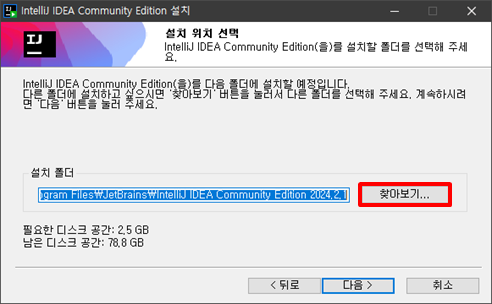 IntelliJ IDEA Community Edition 설치
IJ
설치 위치 선택
IntelliJ IDEA Community Edition(을)를 설치할 폴더를 선택해 주세
요.
IntelliJ IDEA Community Edition(을)를 다음 폴더에 설치할 예정입니다.
다른 폴더에 설치하고 싶으시면 '찾아보기' 버튼을 눌러서 다른 폴더를 선택해 주세요. 계속하시려
면 '다음' 버튼을 눌러 주세요.
설치 폴더
ogram Files₩JetBrains₩IntelliJ IDEA Community Edition 2024.2.1
찾아보기...
필요한 디스크 공간: 2.5 GB
남은 디스크 공간: 78.8 GB
< 뒤로
다음 >
취소